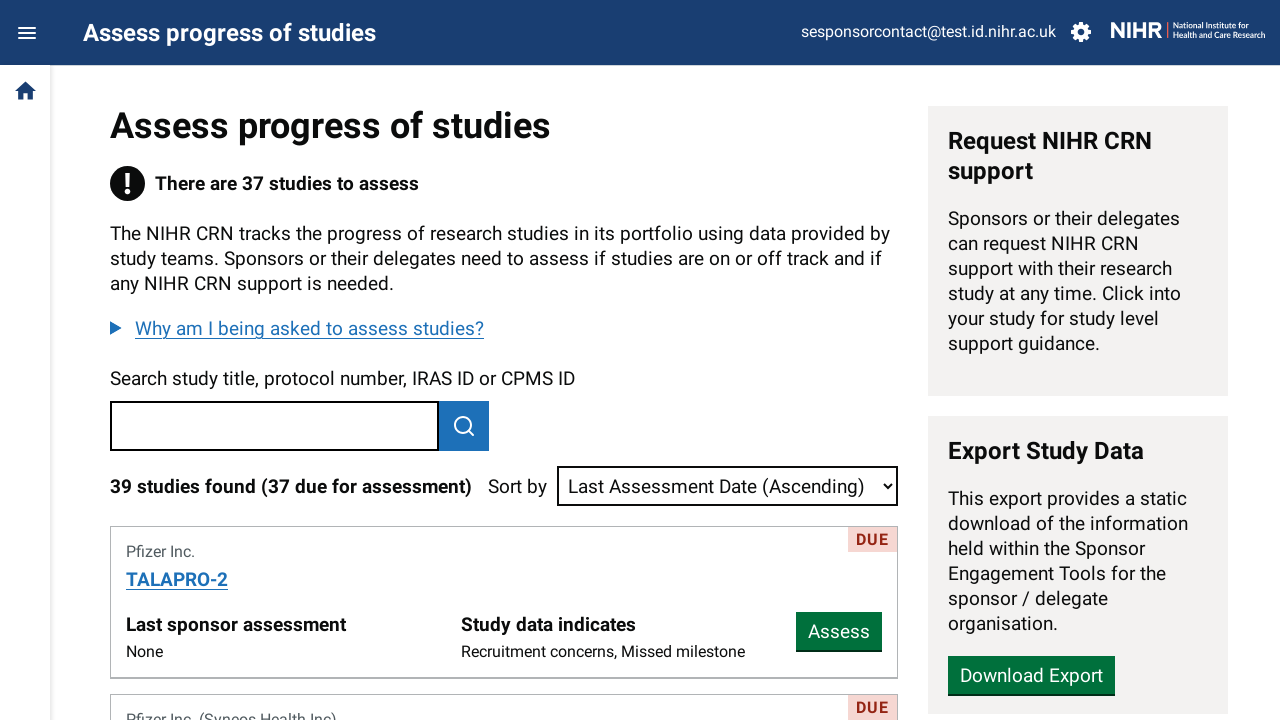 Assess progress of studies
sesponsorcontact@test.id.nihr.ac.uk
NIHR | National Institute for
Health and Care Research
Assess progress of studies
There are 37 studies to assess
The NIHR CRN tracks the progress of research studies in its portfolio using data provided by
study teams. Sponsors or their delegates need to assess if studies are on or off track and if
any NIHR CRN support is needed.
Why am I being asked to assess studies?
Search study title, protocol number, IRAS ID or CPMS ID
39 studies found (37 due for assessment)
Sort by
Last Assessment Date (Ascending)
DUE
Pfizer Inc.
TALAPRO-2
Last sponsor assessment
None
Study data indicates
Recruitment concerns, Missed milestone
Assess
DUE
Pfizer Inc. (Syneos Health Inc)
Request NIHR CRN
support
Sponsors or their delegates
can request NIHR CRN
support with their research
study at any time. Click into
your study for study level
support guidance.
Export Study Data
This export provides a static
download of the information
held within the Sponsor
Engagement Tools for the
sponsor / delegate
organisation.
Download Export